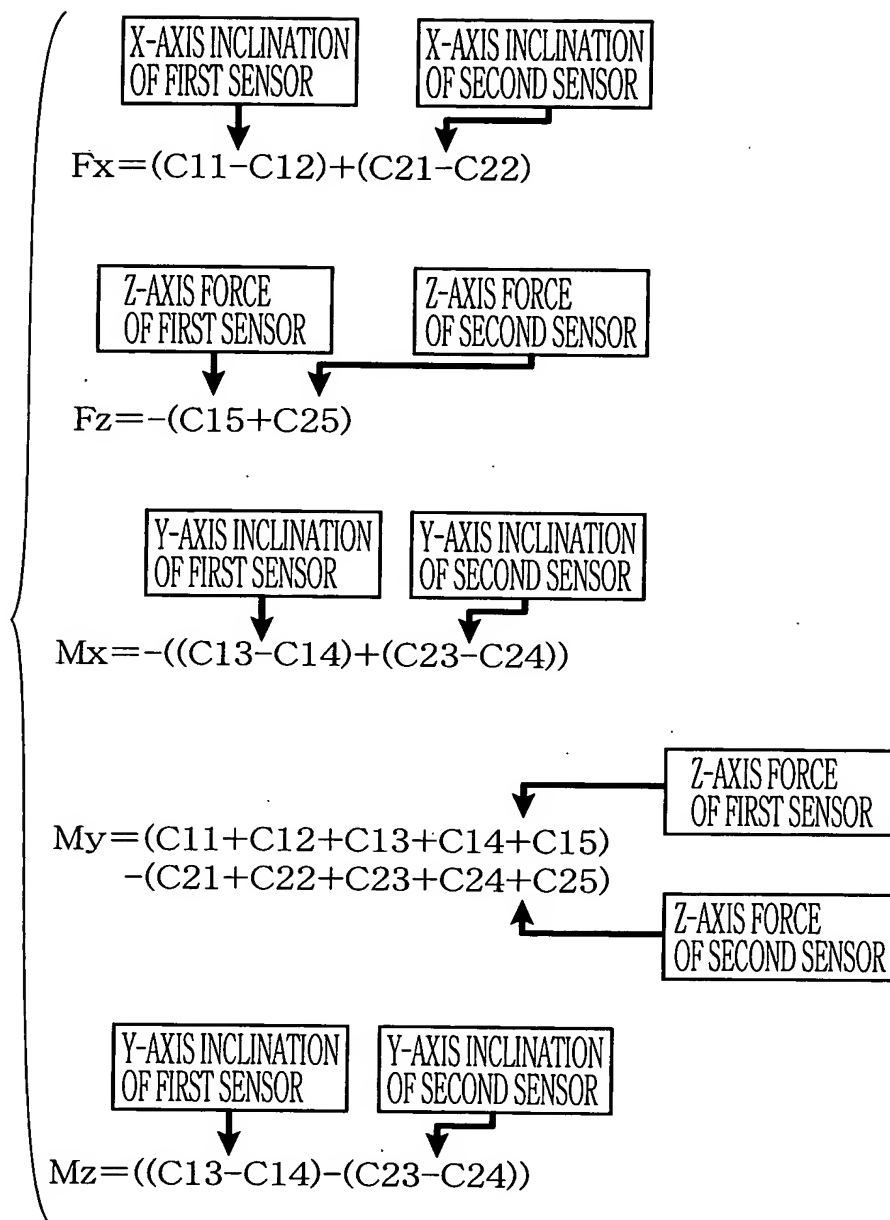 X-AXIS INCLINATION
OF FIRST SENSOR
X-AXIS INCLINATION
OF SECOND SENSOR
Fx=(C11-C12)+(C21-C22)
Z-AXIS FORCE
OF FIRST SENSOR
Z-AXIS FORCE
OF SECOND SENSOR
Fz=-(C15+C25)
Y-AXIS INCLINATION
OF FIRST SENSOR
Y-AXIS INCLINATION
OF SECOND SENSOR
Mx=-((C13-C14)+(C23-C24))
Z-AXIS FORCE
OF FIRST SENSOR
My=(C11+C12+C13+C14+C15)
-(C21+C22+C23+C24+C25)
Z-AXIS FORCE
OF SECOND SENSOR
Y-AXIS INCLINATION
OF FIRST SENSOR
Y-AXIS INCLINATION
OF SECOND SENSOR
Mz=((C13-C14)-(C23-C24))